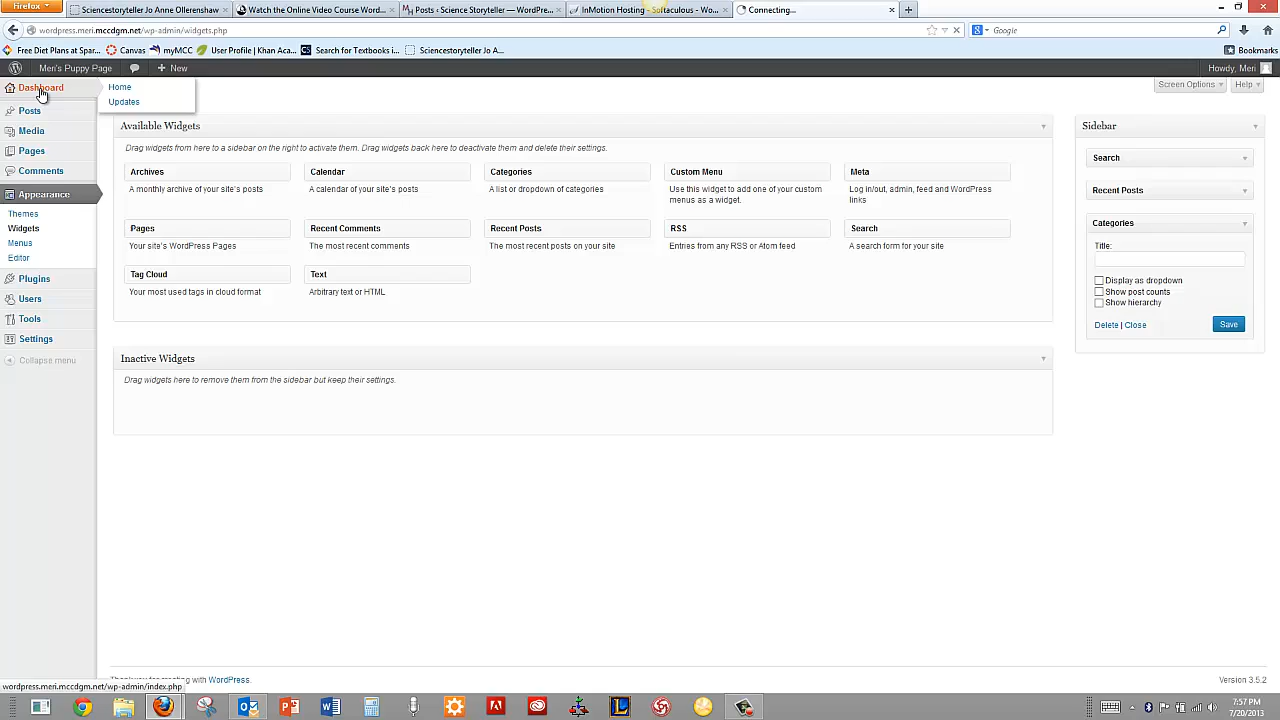 Firefox
Sciencestoryteller Jo Anne Ollerenshaw
Watch the Online Video Course Word...
Posts ‹ Science Storyteller — WordPress
InMotion Hosting - Softaculous - Wo...
Connecting...
wordpress.meri.mccdgm.net/wp-admin/widgets.php
Google
Free Diet Plans at Spar...
Canvas
myMCC
User Profile | Khan Aca...
Search for Textbooks i...
Sciencestoryteller Jo A...
Bookmarks
Meri's Puppy Page
New
Howdy, Meri
Dashboard
Home
Updates
Screen Options
Help
Posts
Media
Pages
Comments
Appearance
Themes
Widgets
Menus
Editor
Plugins
Users
Tools
Settings
Collapse menu
Available Widgets
Drag widgets from here to a sidebar on the right to activate them. Drag widgets back here to deactivate them and delete their settings.
Archives
A monthly archive of your site's posts
Calendar
A calendar of your site's posts
Categories
A list or dropdown of categories
Custom Menu
Use this widget to add one of your custom
menus as a widget.
Meta
Log in/out, admin, feed and WordPress
links
Pages
Your site's WordPress Pages
Recent Comments
The most recent comments
Recent Posts
The most recent posts on your site
RSS
Entries from any RSS or Atom feed
Search
A search form for your site
Tag Cloud
Your most used tags in cloud format
Text
Arbitrary text or HTML
Inactive Widgets
Drag widgets here to remove them from the sidebar but keep their settings.
Sidebar
Search
Recent Posts
Categories
Title:
Display as dropdown
Show post counts
Show hierarchy
Delete | Close
Save
with WordPress.
Version 3.5.2
wordpress.meri.mccdgm.net/wp-admin/index.php
7:57 PM
7/20/2013